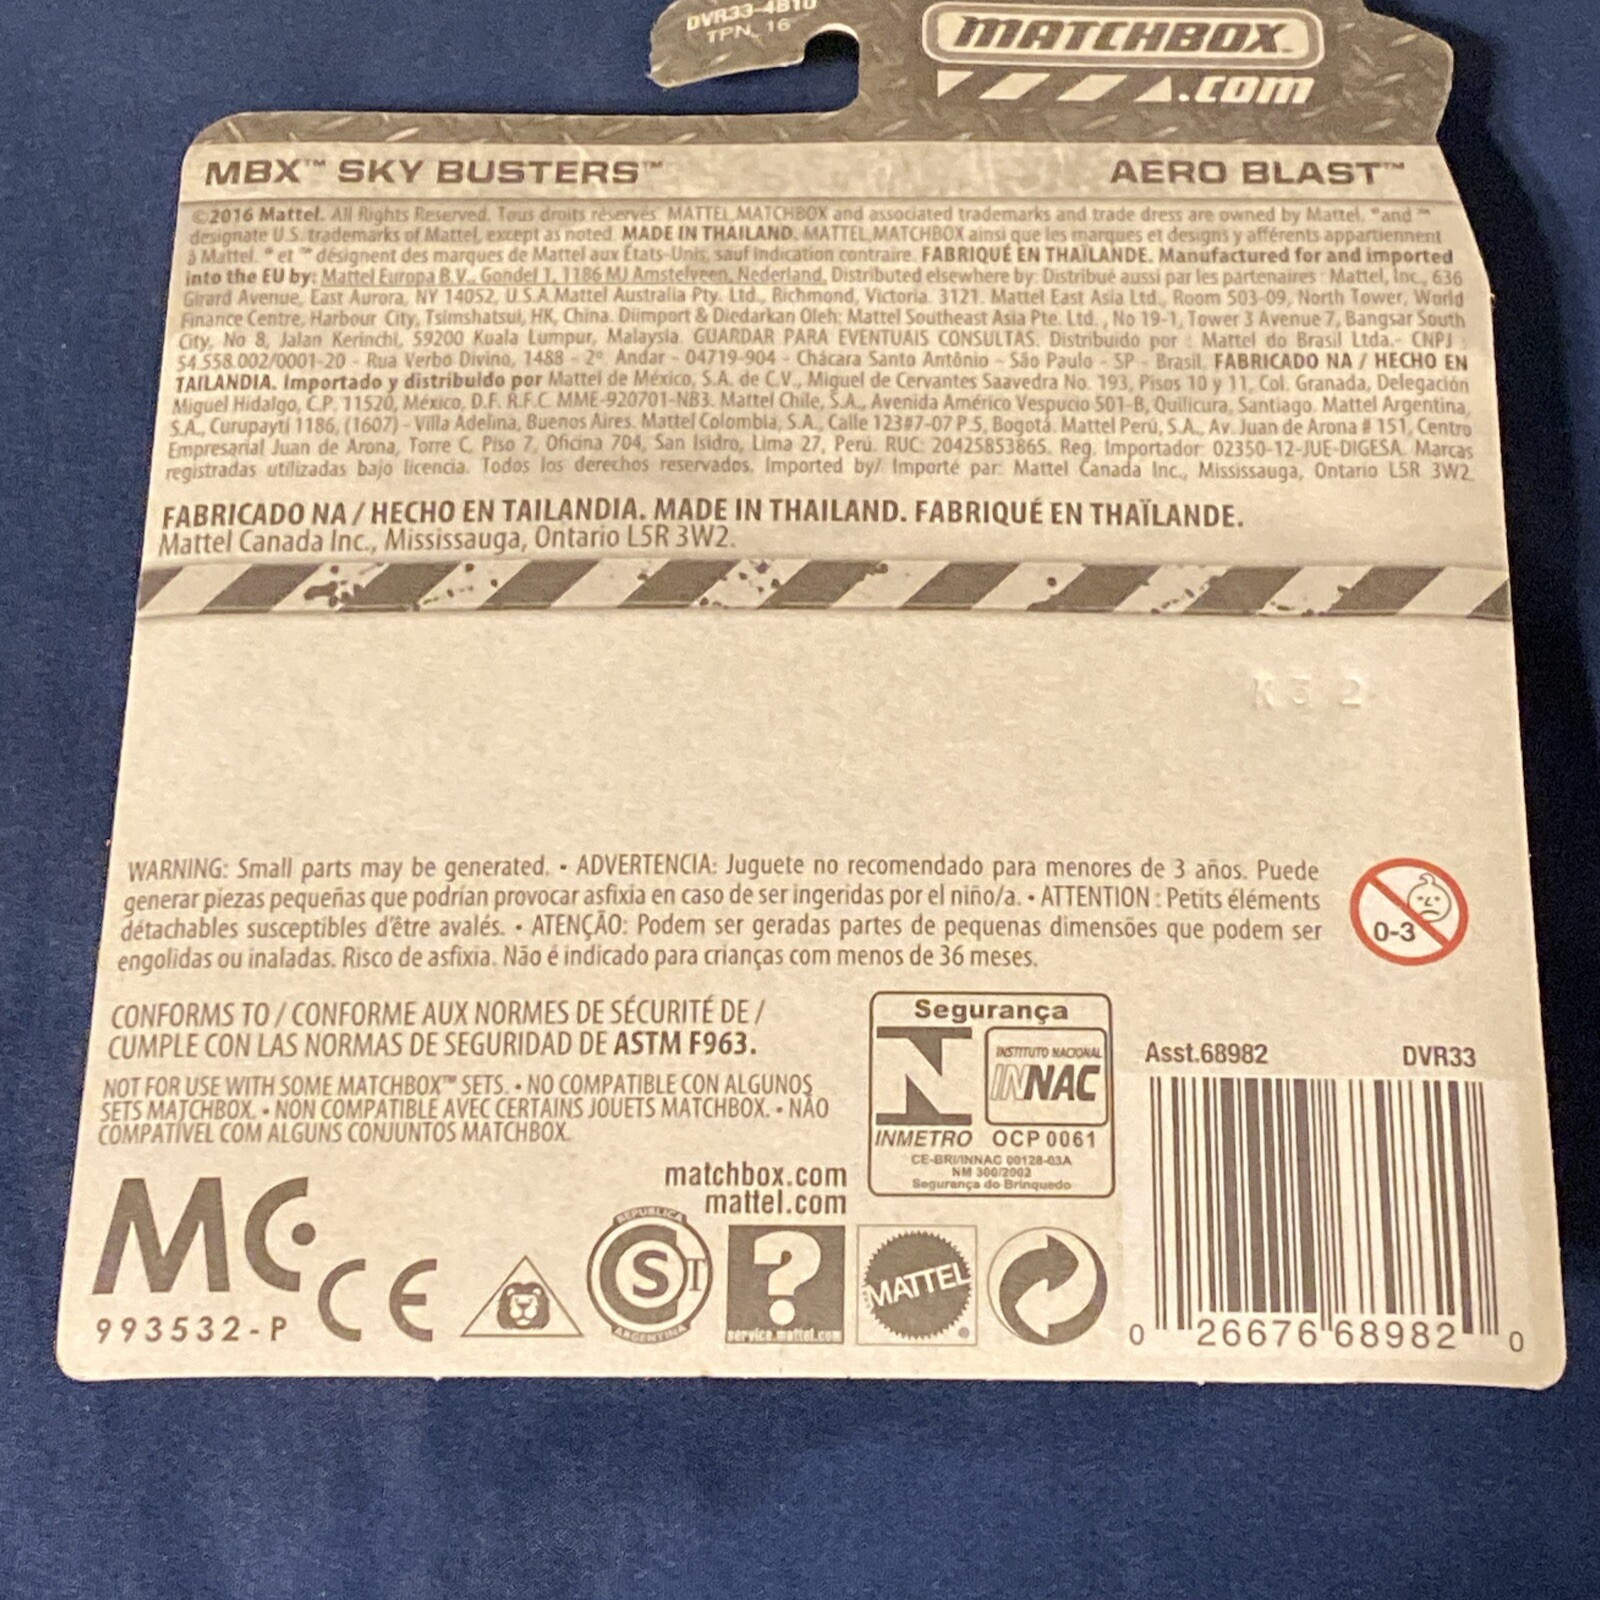 DVR33-4B10
TPN. 16
MATCHBOX
.com
MBX™ SKY BUSTERS™ AERO BLAST™
©2016 Mattel. All Rights Reserved. Tous droits réservés. MATTEL, MATCHBOX and associated trademarks and trade dress are owned by Mattel. ® and ™
designate U.S. trademarks of Mattel, except as noted. MADE IN THAILAND. MATTEL, MATCHBOX ainsi que les marques et designs y afférents appartiennent
à Mattel. ® et ™ désignent des marques de Mattel aux États-Unis, sauf indication contraire. FABRIQUÉ EN THAÏLANDE. Manufactured for and imported
into the EU by: Mattel Europa B.V., Gondel 1, 1186 MJ Amstelveen, Nederland. Distributed elsewhere by: Distribué aussi par les partenaires : Mattel, Inc., 636
Girard Avenue, East Aurora, NY 14052, U.S.A. Mattel Australia Pty. Ltd., Richmond, Victoria. 3121. Mattel East Asia Ltd., Room 503-09, North Tower, World
Finance Centre, Harbour City, Tsimshatsui, HK, China. Diimport & Diedarkan Oleh: Mattel Southeast Asia Pte. Ltd. , No 19-1, Tower 3 Avenue 7, Bangsar South
City, No 8, Jalan Kerinchi, 59200 Kuala Lumpur, Malaysia. GUARDAR PARA EVENTUAIS CONSULTAS. Distribuido por : Mattel do Brasil Ltda.- CNPJ :
54.558.002/0001-20 - Rua Verbo Divino, 1488 - 2º. Andar - 04719-904 - Chácara Santo Antônio - São Paulo - SP - Brasil. FABRICADO NA / HECHO EN
TAILANDIA. Importado y distribuido por Mattel de México, S.A. de C.V., Miguel de Cervantes Saavedra No. 193, Pisos 10 y 11, Col. Granada, Delegación
Miguel Hidalgo, C.P. 11520, México, D.F. R.F.C. MME-920701-NB3. Mattel Chile, S.A., Avenida Américo Vespucio 501-B, Quilicura, Santiago. Mattel Argentina,
S.A., Curupaytí 1186, (1607) - Villa Adelina, Buenos Aires. Mattel Colombia, S.A., Calle 123#7-07 P.5, Bogotá. Mattel Perú, S.A., Av. Juan de Arona # 151, Centro
Empresarial Juan de Arona, Torre C, Piso 7, Oficina 704, San Isidro, Lima 27, Perú. RUC: 20425853865. Reg. Importador: 02350-12-JUE-DIGESA. Marcas
registradas utilizadas bajo licencia. Todos los derechos reservados. Imported by/ Importé par: Mattel Canada Inc., Mississauga, Ontario L5R 3W2.
FABRICADO NA / HECHO EN TAILANDIA. MADE IN THAILAND. FABRIQUÉ EN THAÏLANDE.
Mattel Canada Inc., Mississauga, Ontario L5R 3W2.
K 3 2
WARNING: Small parts may be generated. • ADVERTENCIA: Juguete no recomendado para menores de 3 años. Puede
generar piezas pequeñas que podrían provocar asfixia en caso de ser ingeridas por el niño/a. • ATTENTION : Petits éléments
détachables susceptibles d'être avalés. • ATENÇÃO: Podem ser geradas partes de pequenas dimensões que podem ser
engolidas ou inaladas. Risco de asfixia. Não é indicado para crianças com menos de 36 meses.
0-3
CONFORMS TO / CONFORME AUX NORMES DE SÉCURITÉ DE /
CUMPLE CON LAS NORMAS DE SEGURIDAD DE ASTM F963.
NOT FOR USE WITH SOME MATCHBOX™ SETS. • NO COMPATIBLE CON ALGUNOS
SETS MATCHBOX. • NON COMPATIBLE AVEC CERTAINS JOUETS MATCHBOX. • NÃO
COMPATÍVEL COM ALGUNS CONJUNTOS MATCHBOX.
Segurança
INSTITUTO NACIONAL
INNAC
INMETRO OCP 0061
CE-BRI/INNAC 00128-03A
NM 300/2002
Segurança do Brinquedo
Asst.68982 DVR33
matchbox.com
mattel.com
MC
993532-P
CE
REPUBLICA
S
T
ARGENTINA
?
service.mattel.com
MATTEL
0 26676 68982 0